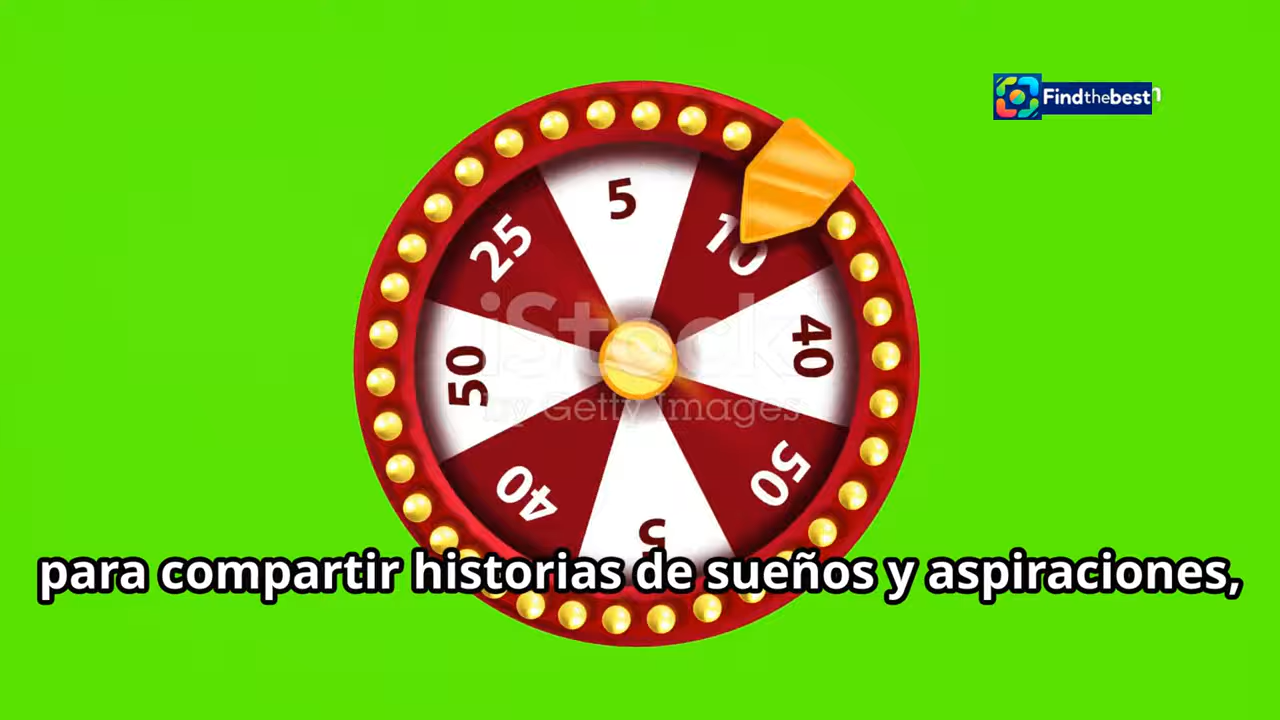 Findthebest
5
10
25
iStock
40
50
by Getty Images
50
40
5
para compartir historias de sueños y aspiraciones,